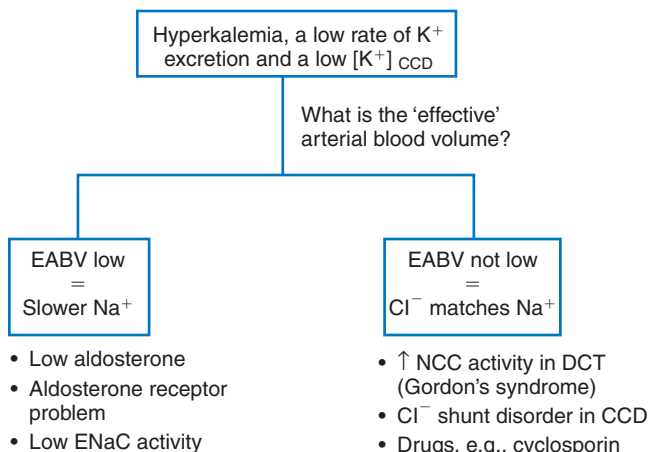 Hyperkalemia, a low rate of K⁺
excretion and a low [K⁺] CCD
What is the ‘effective’
arterial blood volume?
EABV low
=
Slower Na⁺
• Low aldosterone
• Aldosterone receptor
problem
• Low ENaC activity
EABV not low
=
Cl⁻ matches Na⁺
• ↑ NCC activity in DCT
(Gordon’s syndrome)
• Cl⁻ shunt disorder in CCD
• Drugs, e.g., cyclosporin